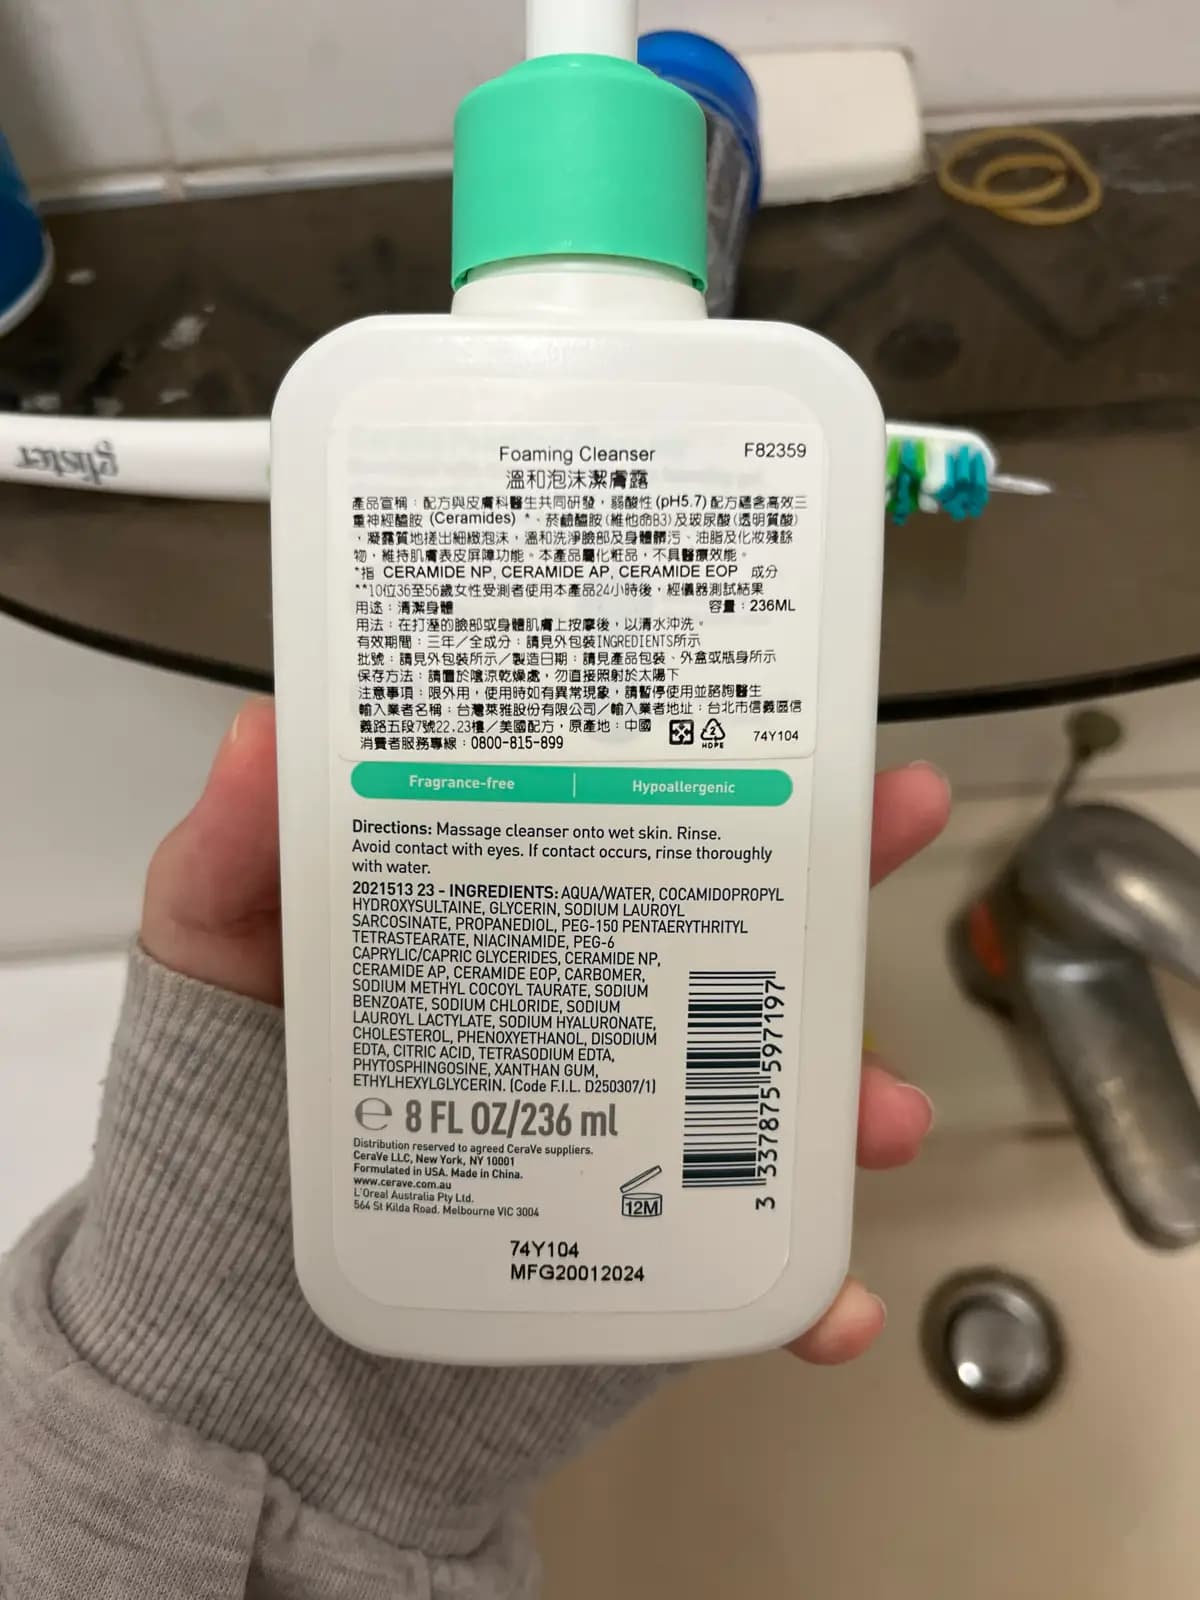 glister
Foaming Cleanser
F82359
溫和泡沫潔膚露
產品宣稱：配方與皮膚科醫生共同研發，弱酸性(pH5.7)配方蘊含高效三
重神經醯胺 (Ceramides) *、菸鹼醯胺(維他命B3)及玻尿酸(透明質酸)
，凝露質地搓出細緻泡沫，溫和洗淨臉部及身體髒污、油脂及化妝殘餘
物，維持肌膚表皮屏障功能。本產品屬化粧品，不具醫療效能。
*指 CERAMIDE NP, CERAMIDE AP, CERAMIDE EOP 成分
**10位36至56歲女性受測者使用本產品24小時後，經儀器測試結果
用途：清潔身體 容量：236ML
用法：在打溼的臉部或身體肌膚上按摩後，以清水沖洗。
有效期間：三年/全成分：請見外包裝INGREDIENTS所示
批號：請見外包裝所示/製造日期：請見產品包裝、外盒或瓶身所示
保存方法：請置於陰涼乾燥處，勿直接照射於太陽下
注意事項：限外用，使用時如有異常現象，請暫停使用並諮詢醫生
輸入業者名稱：台灣萊雅股份有限公司/輸入業者地址：台北市信義區信
義路五段7號22.23樓/美國配方，原產地：中國
2
HDPE
74Y104
消費者服務專線：0800-815-899
Fragrance-free | Hypoallergenic
Directions: Massage cleanser onto wet skin. Rinse.
Avoid contact with eyes. If contact occurs, rinse thoroughly
with water.
2021513 23 - INGREDIENTS: AQUA/WATER, COCAMIDOPROPYL
HYDROXYSULTAINE, GLYCERIN, SODIUM LAUROYL
SARCOSINATE, PROPANEDIOL, PEG-150 PENTAERYTHRITYL
TETRASTEARATE, NIACINAMIDE, PEG-6
CAPRYLIC/CAPRIC GLYCERIDES, CERAMIDE NP,
CERAMIDE AP, CERAMIDE EOP, CARBOMER,
SODIUM METHYL COCOYL TAURATE, SODIUM
BENZOATE, SODIUM CHLORIDE, SODIUM
LAUROYL LACTYLATE, SODIUM HYALURONATE,
CHOLESTEROL, PHENOXYETHANOL, DISODIUM
EDTA, CITRIC ACID, TETRASODIUM EDTA,
PHYTOSPHINGOSINE, XANTHAN GUM,
ETHYLHEXYLGLYCERIN. (Code F.I.L. D250307/1)
℮ 8 FL OZ/236 ml
Distribution reserved to agreed CeraVe suppliers.
CeraVe LLC, New York, NY 10001
Formulated in USA. Made in China.
www.cerave.com.au
L'Oreal Australia Pty Ltd.
564 St Kilda Road. Melbourne VIC 3004
12M
3 337875 597197
74Y104
MFG20012024